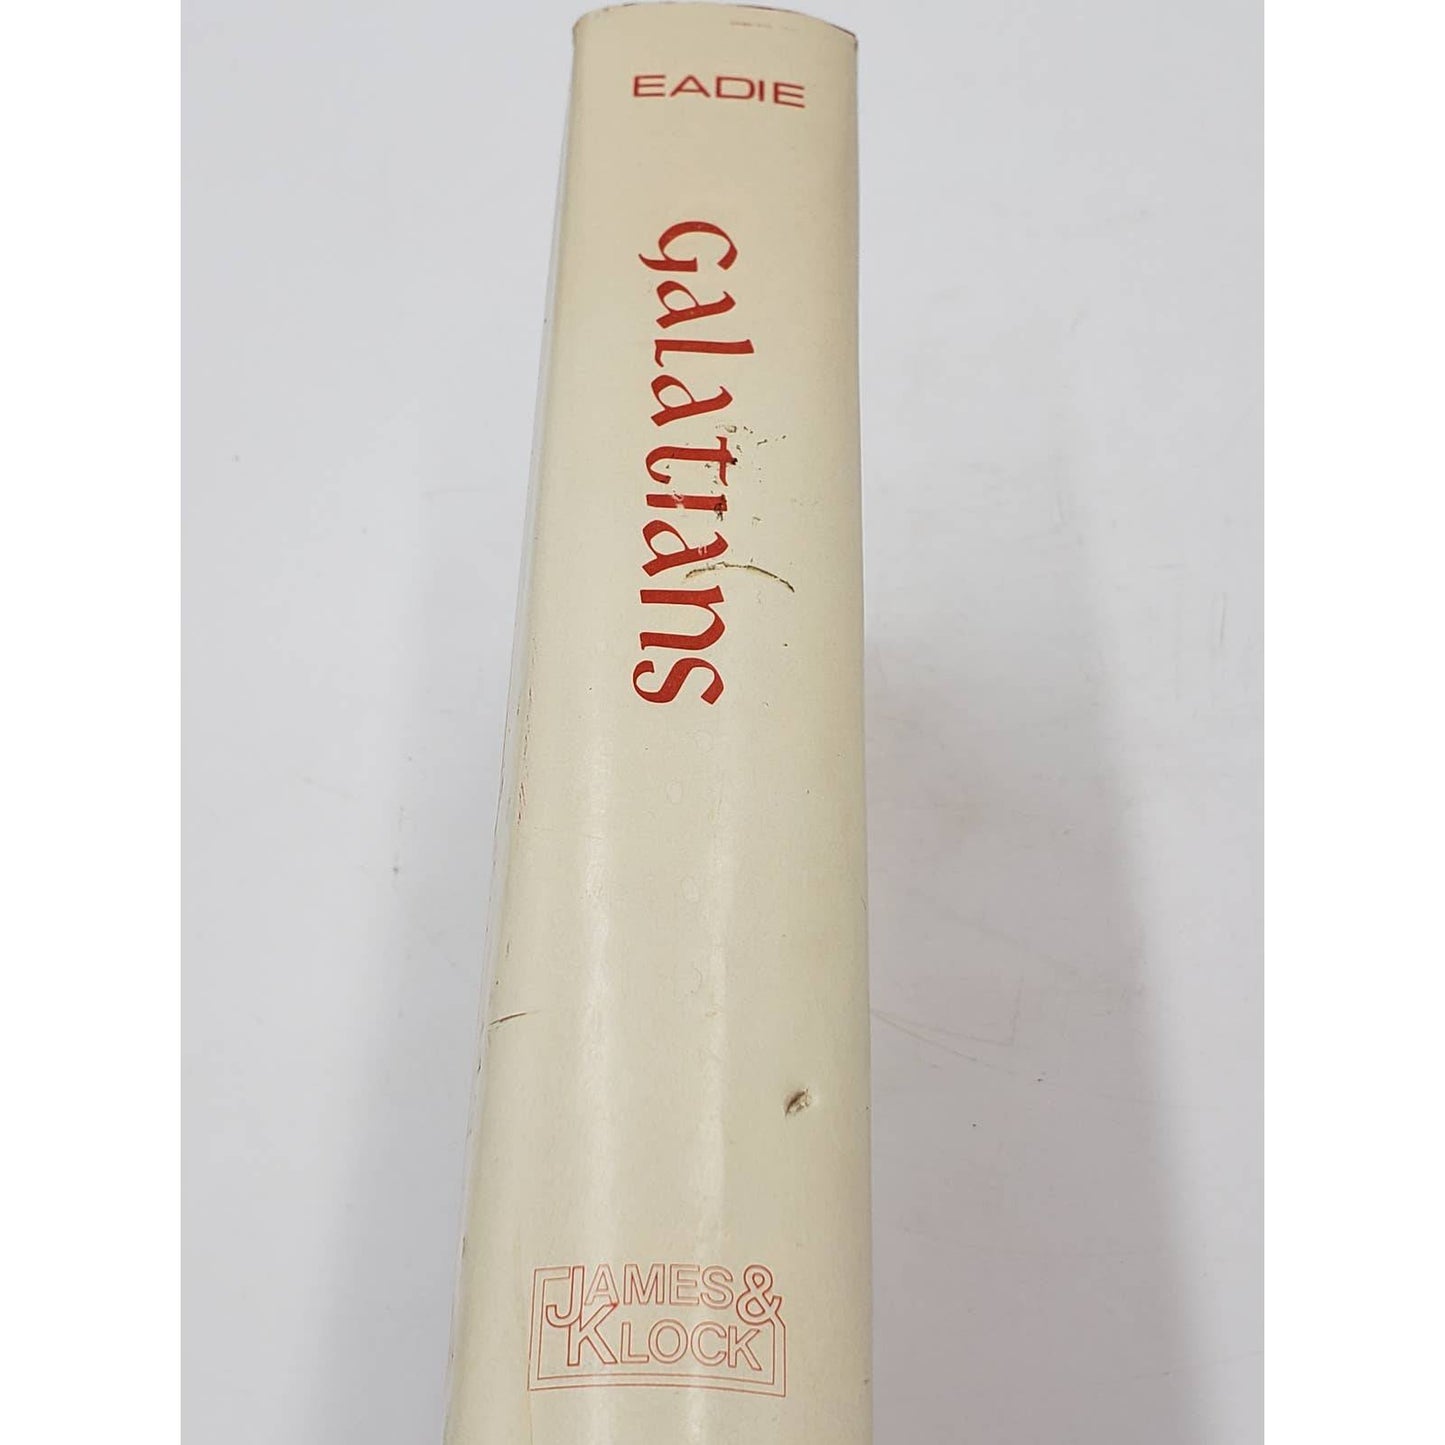 EADIE
Galatians
JAMES &
KLOCK